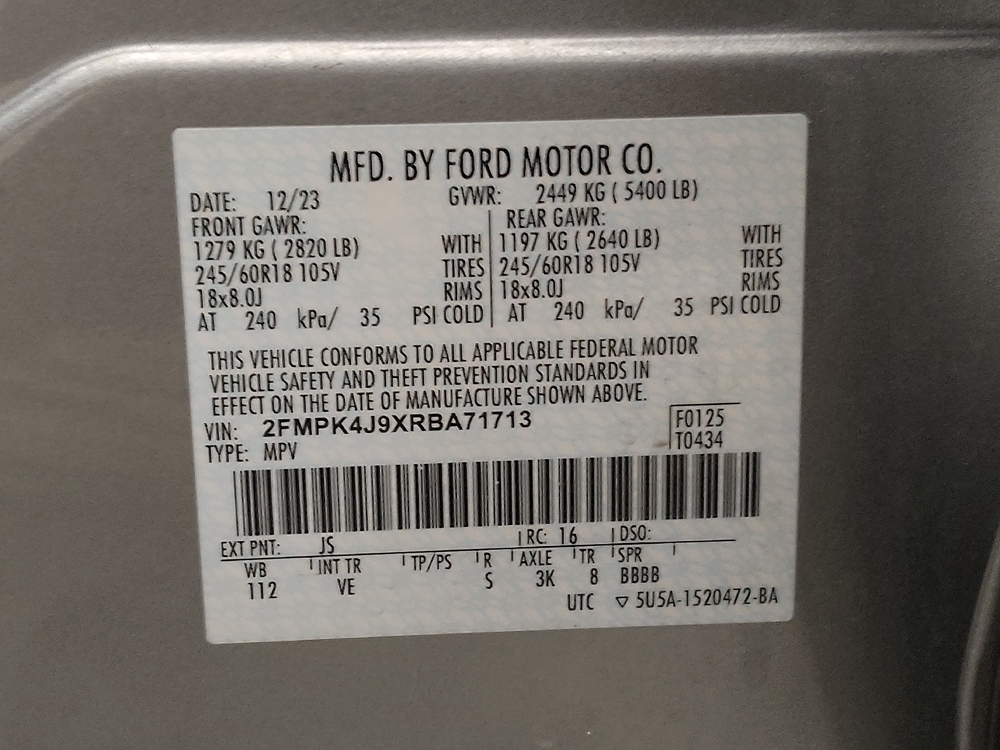 MFD. BY FORD MOTOR CO.
DATE: 12/23 GVWR: 2449 KG ( 5400 LB)
FRONT GAWR: REAR GAWR:
1279 KG ( 2820 LB) WITH 1197 KG ( 2640 LB) WITH
245/60R18 105V TIRES 245/60R18 105V TIRES
18x8.0J RIMS 18x8.0J RIMS
AT 240 kPa/ 35 PSI COLD AT 240 kPa/ 35 PSI COLD
THIS VEHICLE CONFORMS TO ALL APPLICABLE FEDERAL MOTOR
VEHICLE SAFETY AND THEFT PREVENTION STANDARDS IN
EFFECT ON THE DATE OF MANUFACTURE SHOWN ABOVE.
VIN: 2FMPK4J9XRBA71713 F0125
TYPE: MPV T0434
EXT PNT: JS RC: 16 DSO:
WB INT TR TP/PS R AXLE TR SPR
112 VE S 3K 8 BBBB
UTC ▽ 5U5A-1520472-BA